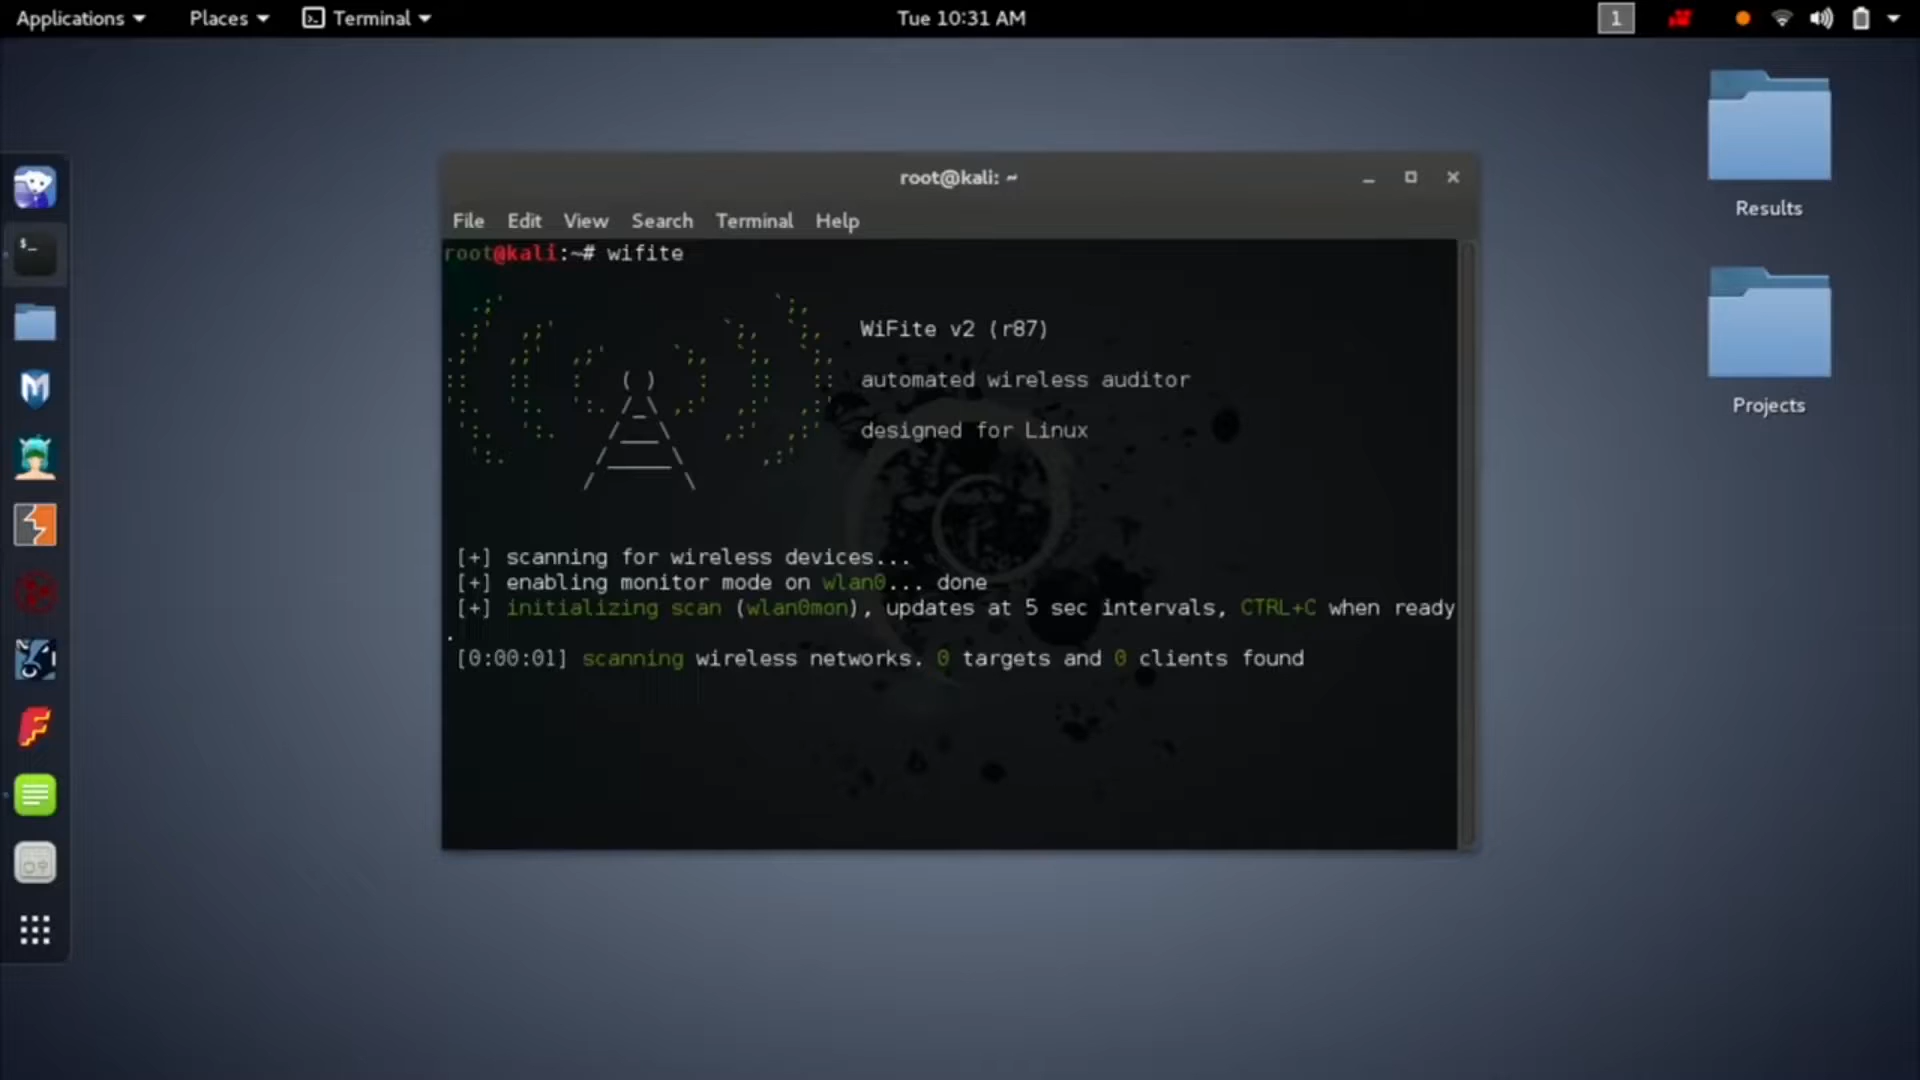 Applications Places Terminal Tue 10:31 AM 1
root@kali: ~
File Edit View Search Terminal Help
root@kali:~# wifite
WiFite v2 (r87)
automated wireless auditor
designed for Linux
[+] scanning for wireless devices...
[+] enabling monitor mode on wlan0... done
[+] initializing scan (wlan0mon), updates at 5 sec intervals, CTRL+C when ready
.
[0:00:01] scanning wireless networks. 0 targets and 0 clients found
Results
Projects